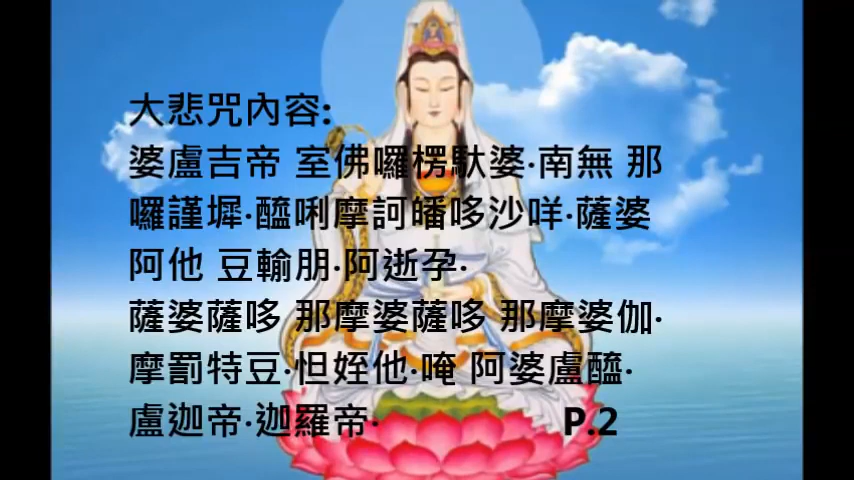 大悲咒內容:
婆盧吉帝 室佛囉楞馱婆·南無 那
囉謹墀·醯唎摩訶皤哆沙咩·薩婆
阿他 豆輸朋·阿逝孕·
薩婆薩哆 那摩婆薩哆 那摩婆伽·
摩罰特豆·怛姪他·唵 阿婆盧醯·
盧迦帝·迦羅帝·
P.2